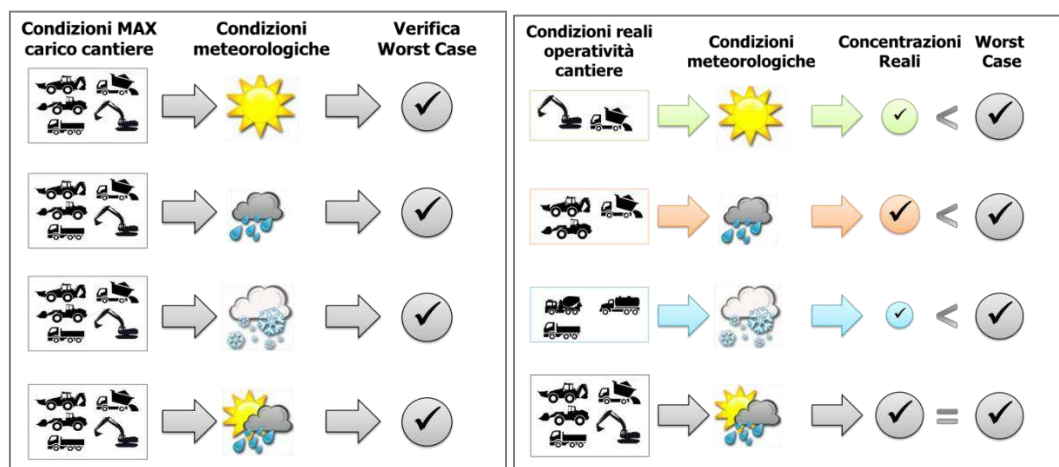 Condizioni MAX
carico cantiere
Condizioni
meteorologiche
Verifica
Worst Case
Condizioni reali
operatività
cantiere
Condizioni
meteorologiche
Concentrazioni
Reali
Worst
Case
<
<
<
=